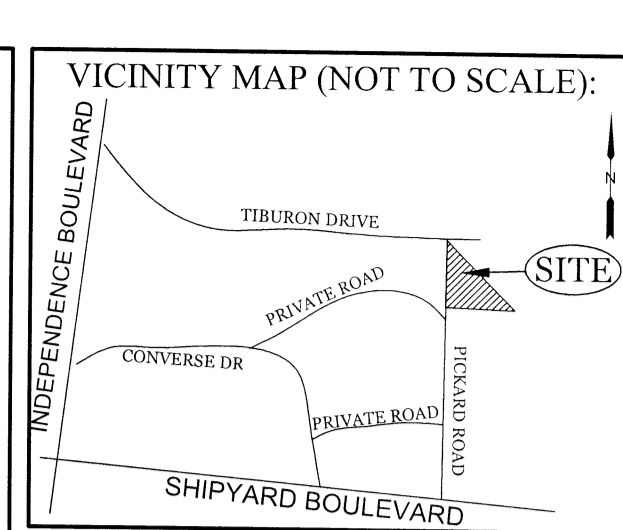 VICINITY MAP (NOT TO SCALE):
INDEPENDENCE BOULEVARD
N
TIBURON DRIVE
SITE
PRIVATE ROAD
CONVERSE DR
PICKARD ROAD
PRIVATE ROAD
SHIPYARD BOULEVARD